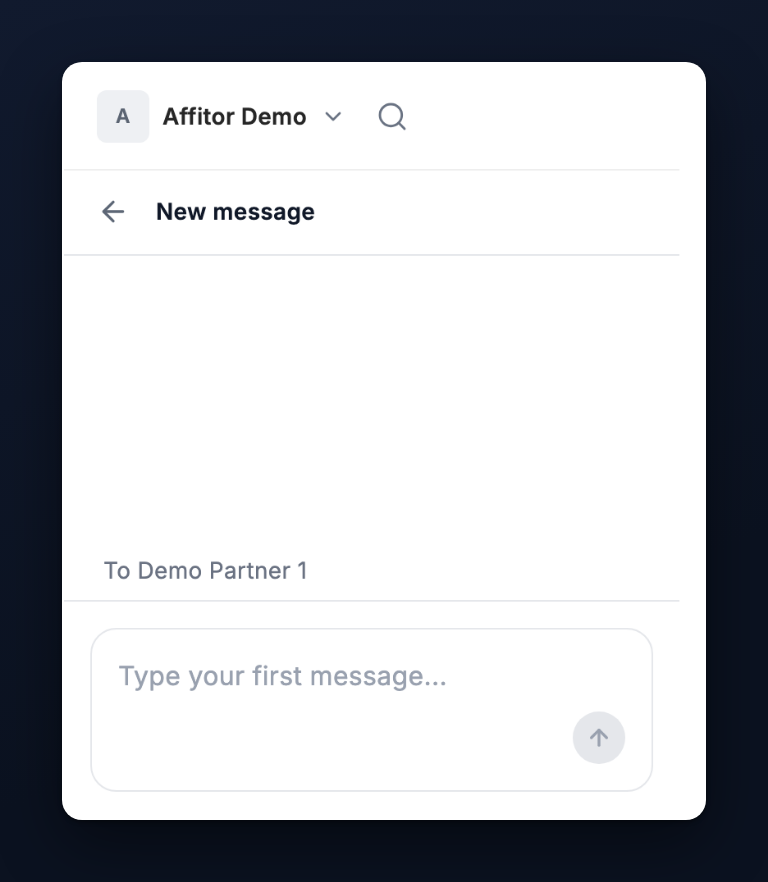 A Affitor Demo
New message
To Demo Partner 1
Type your first message...